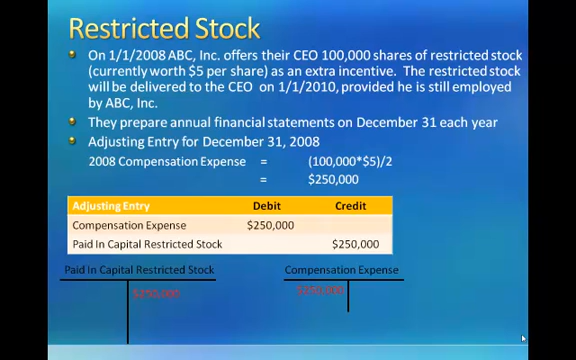 Restricted Stock
On 1/1/2008 ABC, Inc. offers their CEO 100,000 shares of restricted stock
(currently worth $5 per share) as an extra incentive. The restricted stock
will be delivered to the CEO on 1/1/2010, provided he is still employed
by ABC, Inc.
They prepare annual financial statements on December 31 each year
Adjusting Entry for December 31, 2008
2008 Compensation Expense = (100,000*$5)/2
= $250,000
Adjusting Entry Debit Credit
Compensation Expense $250,000
Paid In Capital Restricted Stock $250,000
Paid In Capital Restricted Stock Compensation Expense
$250,000 $250,000